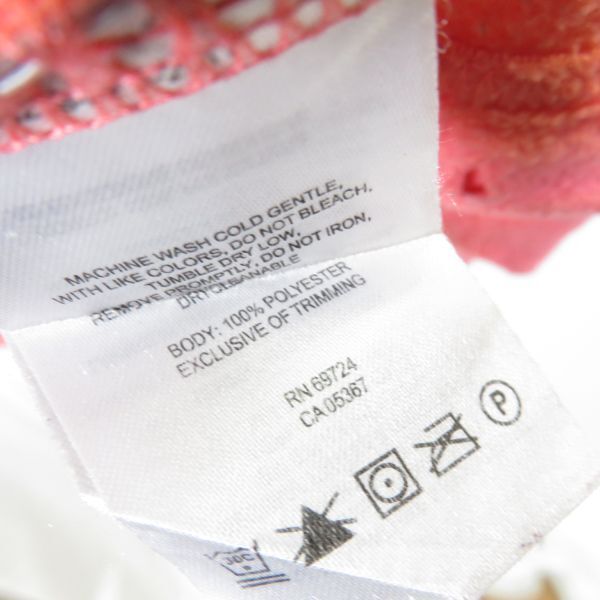 MACHINE WASH COLD GENTLE,
WITH LIKE COLORS, DO NOT BLEACH,
TUMBLE DRY LOW,
REMOVE PROMPTLY, DO NOT IRON,
DRYCLEANABLE
BODY: 100% POLYESTER
EXCLUSIVE OF TRIMMING
RN 69724
CA 05367
P
30C